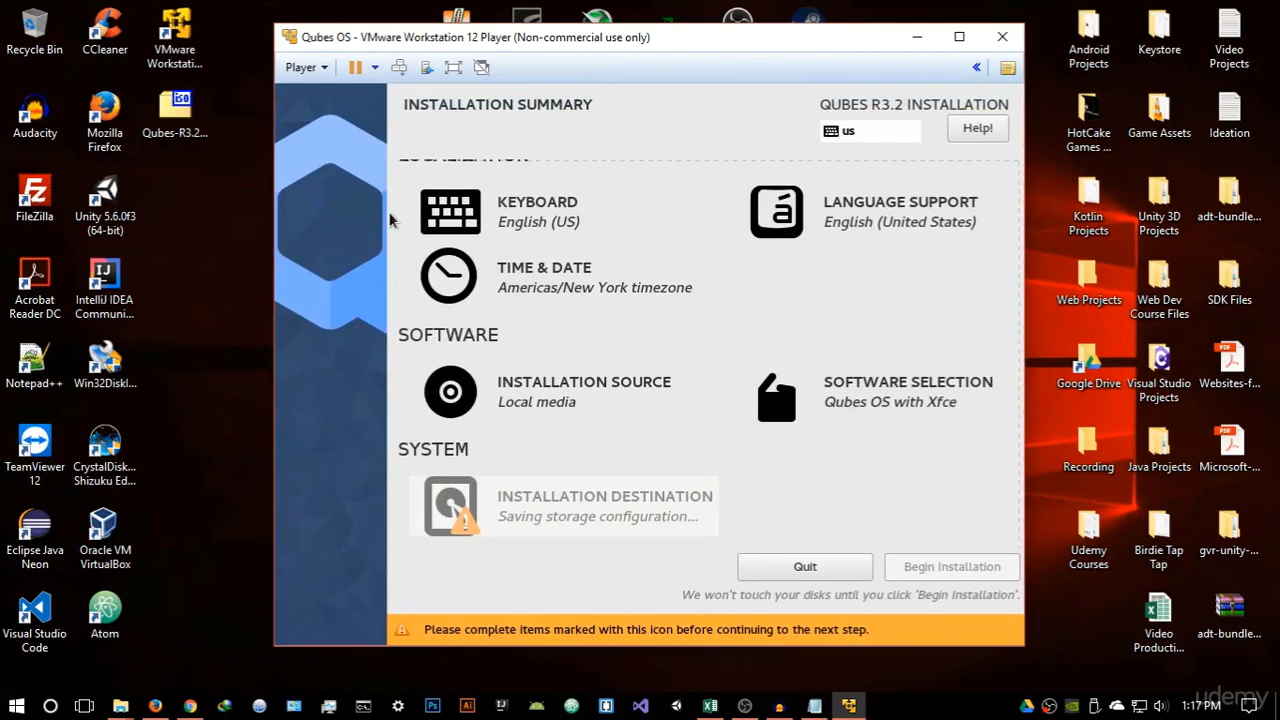 Qubes OS - VMware Workstation 12 Player (Non-commercial use only)
Player
INSTALLATION SUMMARY
QUBES R3.2 INSTALLATION
us
Help!
LOCALIZATION
KEYBOARD
English (US)
LANGUAGE SUPPORT
English (United States)
TIME & DATE
Americas/New York timezone
SOFTWARE
INSTALLATION SOURCE
Local media
SOFTWARE SELECTION
Qubes OS with Xfce
SYSTEM
INSTALLATION DESTINATION
Saving storage configuration...
Quit
Begin Installation
We won't touch your disks until you click 'Begin Installation'.
Please complete items marked with this icon before continuing to the next step.
Recycle Bin
CCleaner
VMware
Workstati...
Audacity
Mozilla
Firefox
iso
Qubes-R3.2...
FileZilla
Unity 5.6.0f3
(64-bit)
Acrobat
Reader DC
IntelliJ IDEA
Communi...
Notepad++
Win32Diskl...
TeamViewer
12
CrystalDisk...
Shizuku Ed...
Eclipse Java
Neon
Oracle VM
VirtualBox
Visual Studio
Code
Atom
Android
Projects
Keystore
Video
Projects
HotCake
Games ...
Game Assets
Ideation
Kotlin
Projects
Unity 3D
Projects
adt-bundle...
Web Projects
Web Dev
Course Files
SDK Files
Google Drive
Visual Studio
Projects
PDF
Websites-f...
Recording
Java Projects
PDF
Microsoft-...
Udemy
Courses
Birdie Tap
Tap
gvr-unity-...
Video
Producti...
adt-bundle...
udemy
1:17 PM